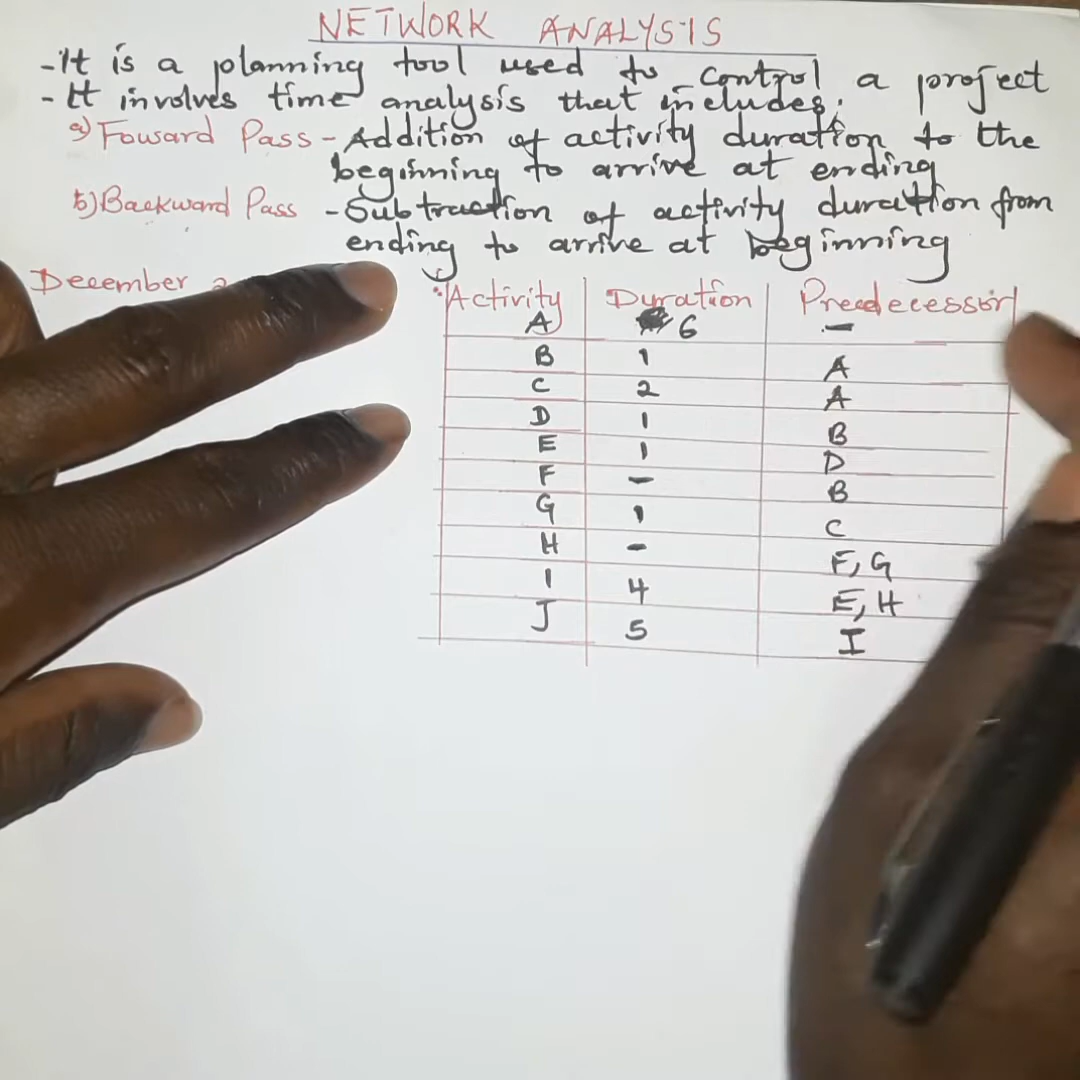 NETWORK ANALYSIS
-It is a planning tool used to control a project
-It involves time analysis that includes;
a) Foward Pass - Addition of activity duration to the
beginning to arrive at ending
b) Backward Pass - Subtraction of activity duration from
ending to arrive at beginning
December
Activity Duration Predecessor
A 6 -
B 1 A
C 2 A
D 1 B
E 1 D
F - B
G 1 C
H - F, G
I 4 E, H
J 5 I